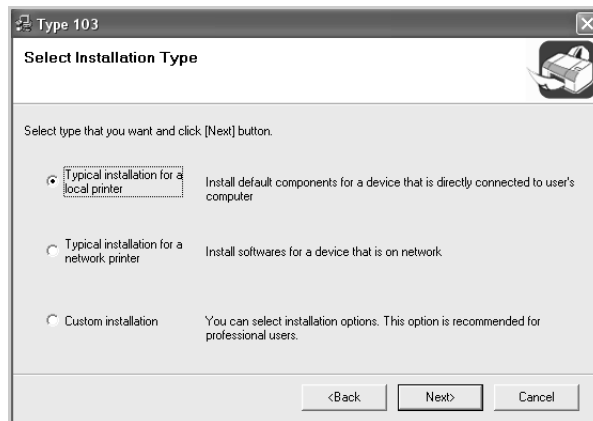 Type 103
Select Installation Type
Select type that you want and click [Next] button.
Typical installation for a
local printer
Install default components for a device that is directly connected to user's
computer
Typical installation for a
network printer
Install softwares for a device that is on network
Custom installation
You can select installation options. This option is recommended for
professional users.
<Back
Next>
Cancel